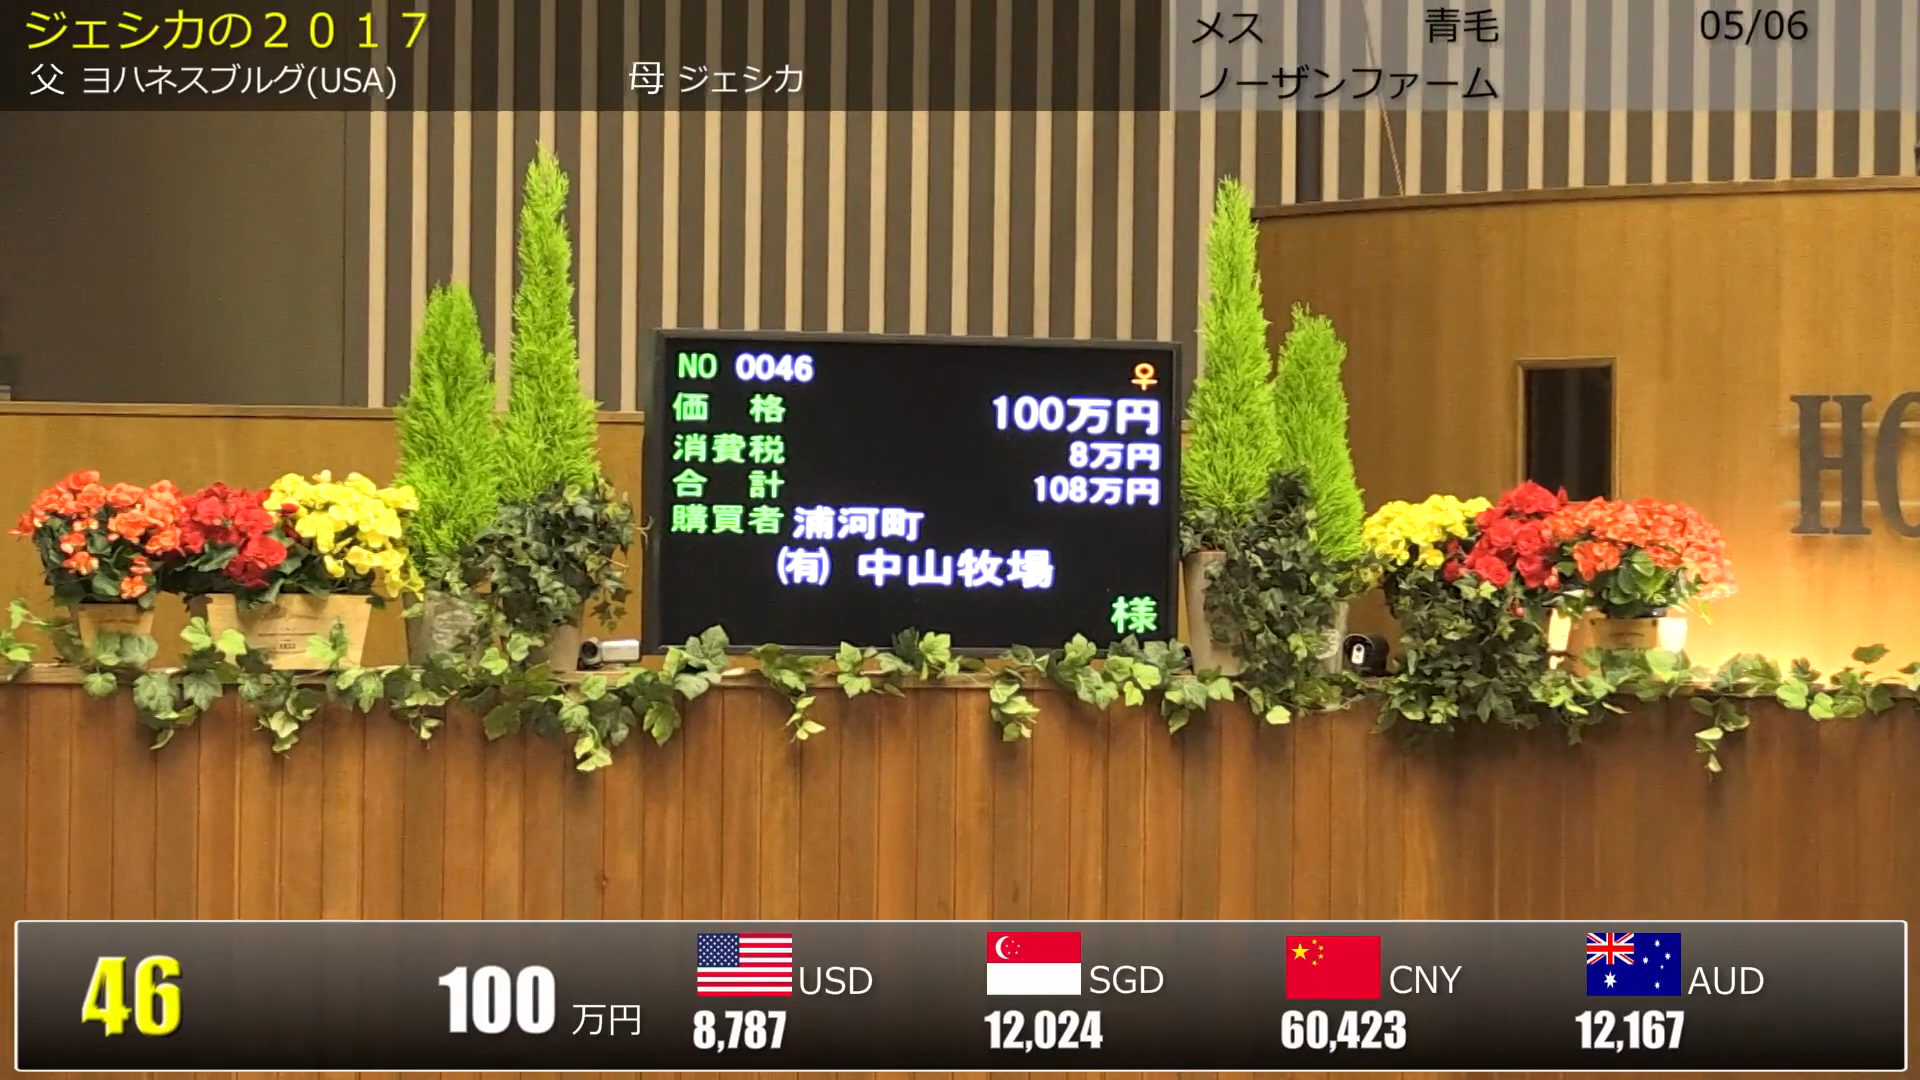 ジェシカの２０１７
父 ヨハネスブルグ(USA) 母 ジェシカ
メス 青毛 05/06
ノーザンファーム
NO 0046 ♀
価 格 100万円
消費税 8万円
合 計 108万円
購買者 浦河町
(有) 中山牧場
様
HO
46 100 万円
USD 8,787
SGD 12,024
CNY 60,423
AUD 12,167